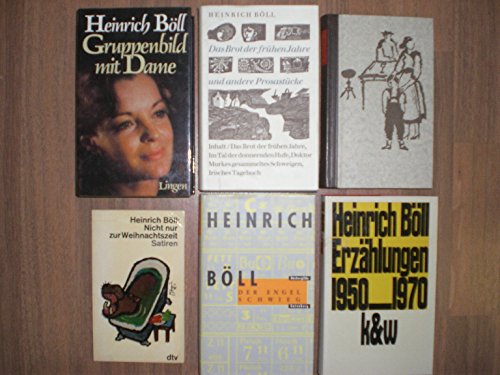 Heinrich Böll
Gruppenbild
mit Dame
Lingen
HEINRICH BÖLL
Das Brot der frühen Jahre
und andere Prosastücke
Inhalt / Das Brot der frühen Jahre,
Im Tal der donnernden Hufe, Doktor
Murkes gesammeltes Schweigen,
Irisches Tagebuch
Heinrich Böll:
Nicht nur
zur Weihnachtszeit
Satiren
dtv
HEINRICH
BÖLL
DER ENGEL
SCHWIEG
FETT
Heinrich Böll
Erzählungen
1950–1970
k&w